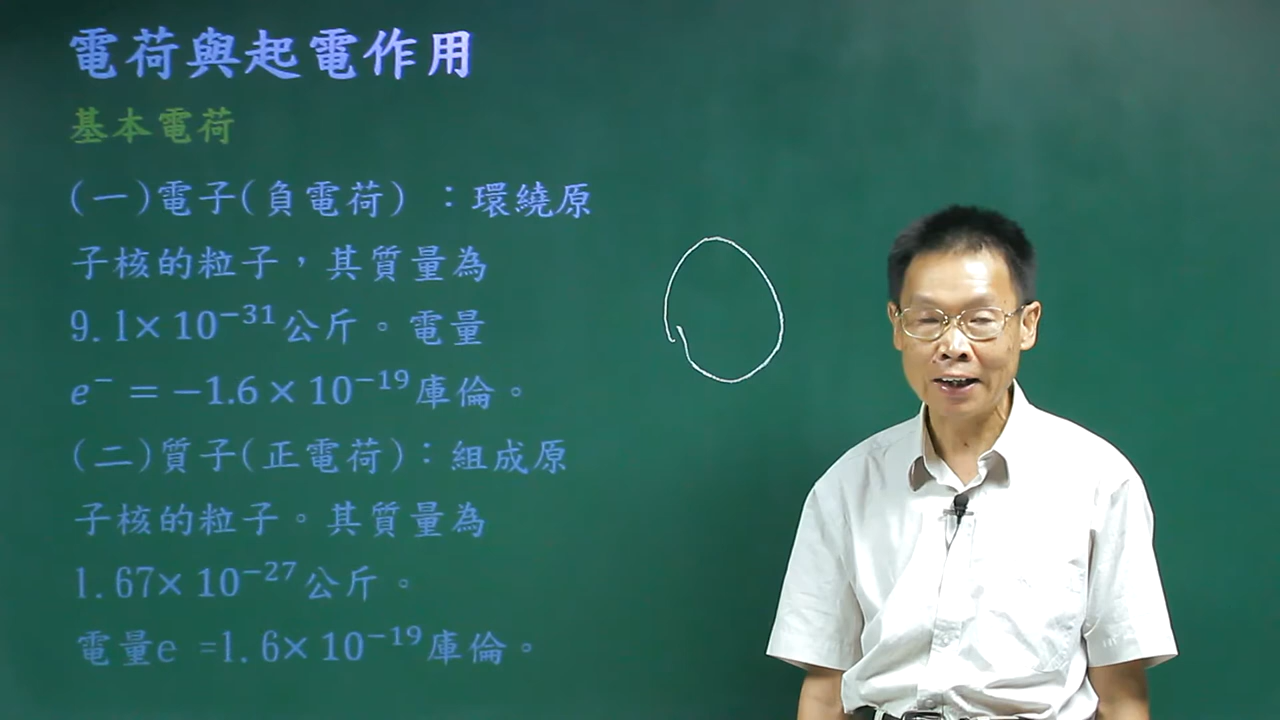 電荷與起電作用
基本電荷
(一)電子(負電荷)：環繞原
子核的粒子，其質量為
9.1×10⁻³¹公斤。電量
e⁻ = −1.6×10⁻¹⁹庫倫。
(二)質子(正電荷)：組成原
子核的粒子。其質量為
1.67×10⁻²⁷公斤。
電量e =1.6×10⁻¹⁹庫倫。